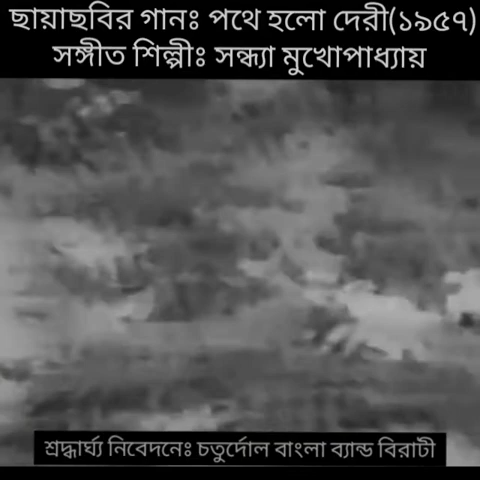 ছায়াছবির গানঃ পথে হলো দেরী(১৯৫৭)
সঙ্গীত শিল্পীঃ সন্ধ্যা মুখোপাধ্যায়
শ্রদ্ধার্ঘ্য নিবেদনেঃ চতুর্দোল বাংলা ব্যান্ড বিরাটী